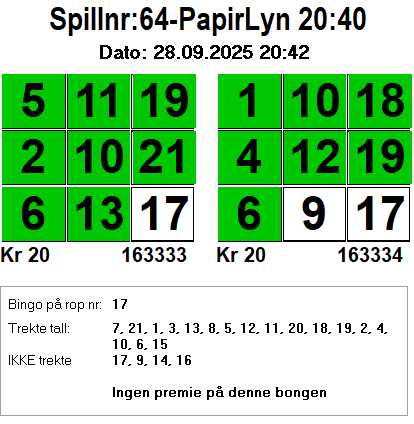 Spillnr:64-PapirLyn 20:40
Dato: 28.09.2025 20:42
5 11 19 1 10 18
2 10 21 4 12 19
6 13 17 6 9 17
Kr 20 163333 Kr 20 163334
Bingo på rop nr: 17
Trekte tall: 7, 21, 1, 3, 13, 8, 5, 12, 11, 20, 18, 19, 2, 4,
10, 6, 15
IKKE trekte 17, 9, 14, 16
Ingen premie på denne bongen